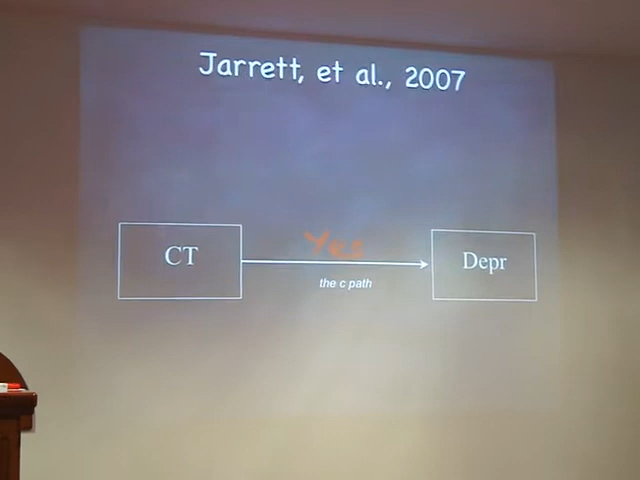 Jarrett, et al., 2007
Yes
CT
Depr
the c path